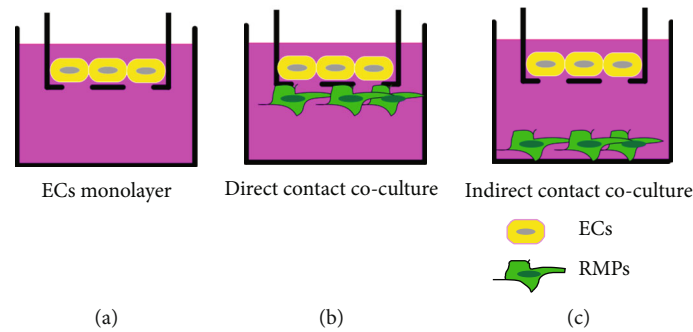 ECs monolayer
Direct contact co-culture
Indirect contact co-culture
ECs
RMPs
(a)
(b)
(c)